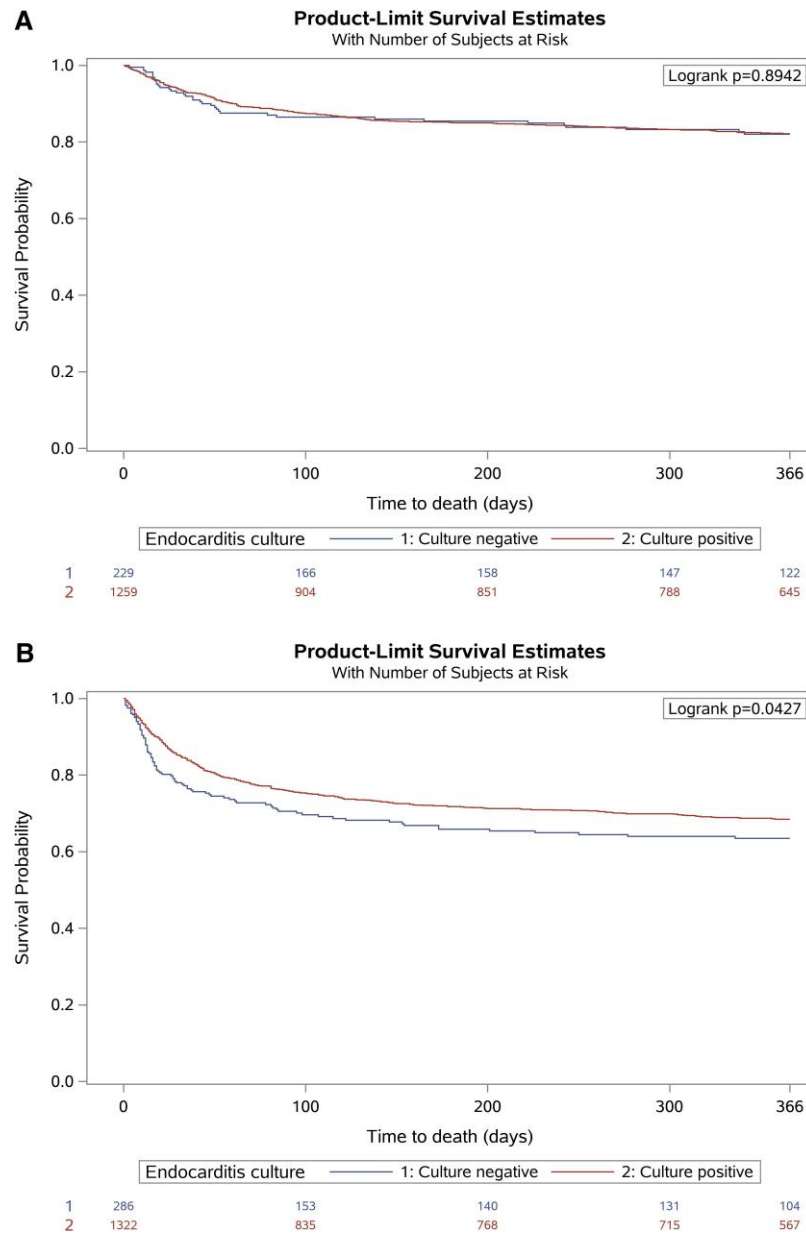 A
Product-Limit Survival Estimates
With Number of Subjects at Risk
Logrank p=0.8942
1.0
0.8
0.6
0.4
0.2
0.0
Survival Probability
0 100 200 300 366
Time to death (days)
Endocarditis culture 1: Culture negative 2: Culture positive
1 229 166 158 147 122
2 1259 904 851 788 645
B
Product-Limit Survival Estimates
With Number of Subjects at Risk
Logrank p=0.0427
1.0
0.8
0.6
0.4
0.2
0.0
Survival Probability
0 100 200 300 366
Time to death (days)
Endocarditis culture 1: Culture negative 2: Culture positive
1 286 153 140 131 104
2 1322 835 768 715 567